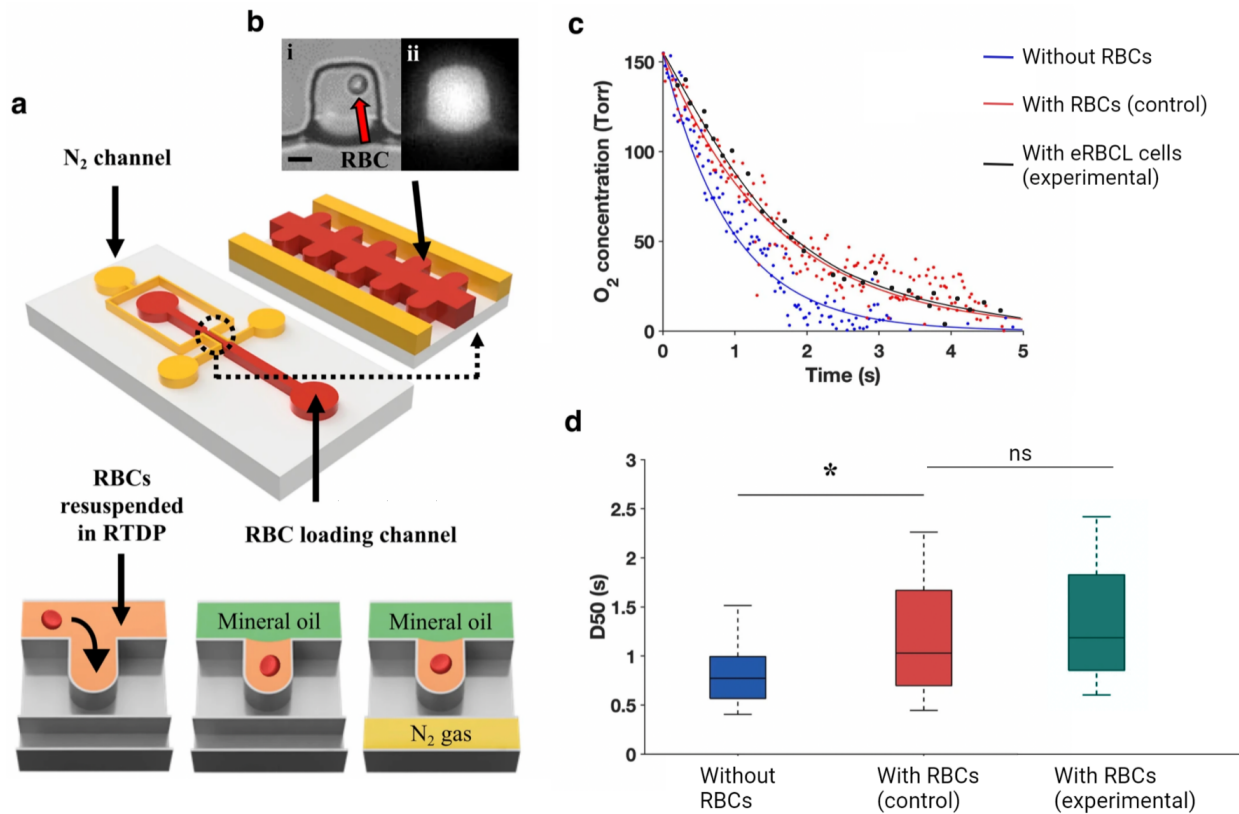 a
N₂ channel
RBC loading channel
RBCs
resuspended
in RTDP
Mineral oil
Mineral oil
N₂ gas
b
i
ii
RBC
c
O₂ concentration (Torr)
150
100
50
0
0 1 2 3 4 5
Time (s)
Without RBCs
With RBCs (control)
With eRBCL cells
(experimental)
d
D50 (s)
3
2.5
2
1.5
1
0.5
0
*
ns
Without
RBCs
With RBCs
(control)
With RBCs
(experimental)